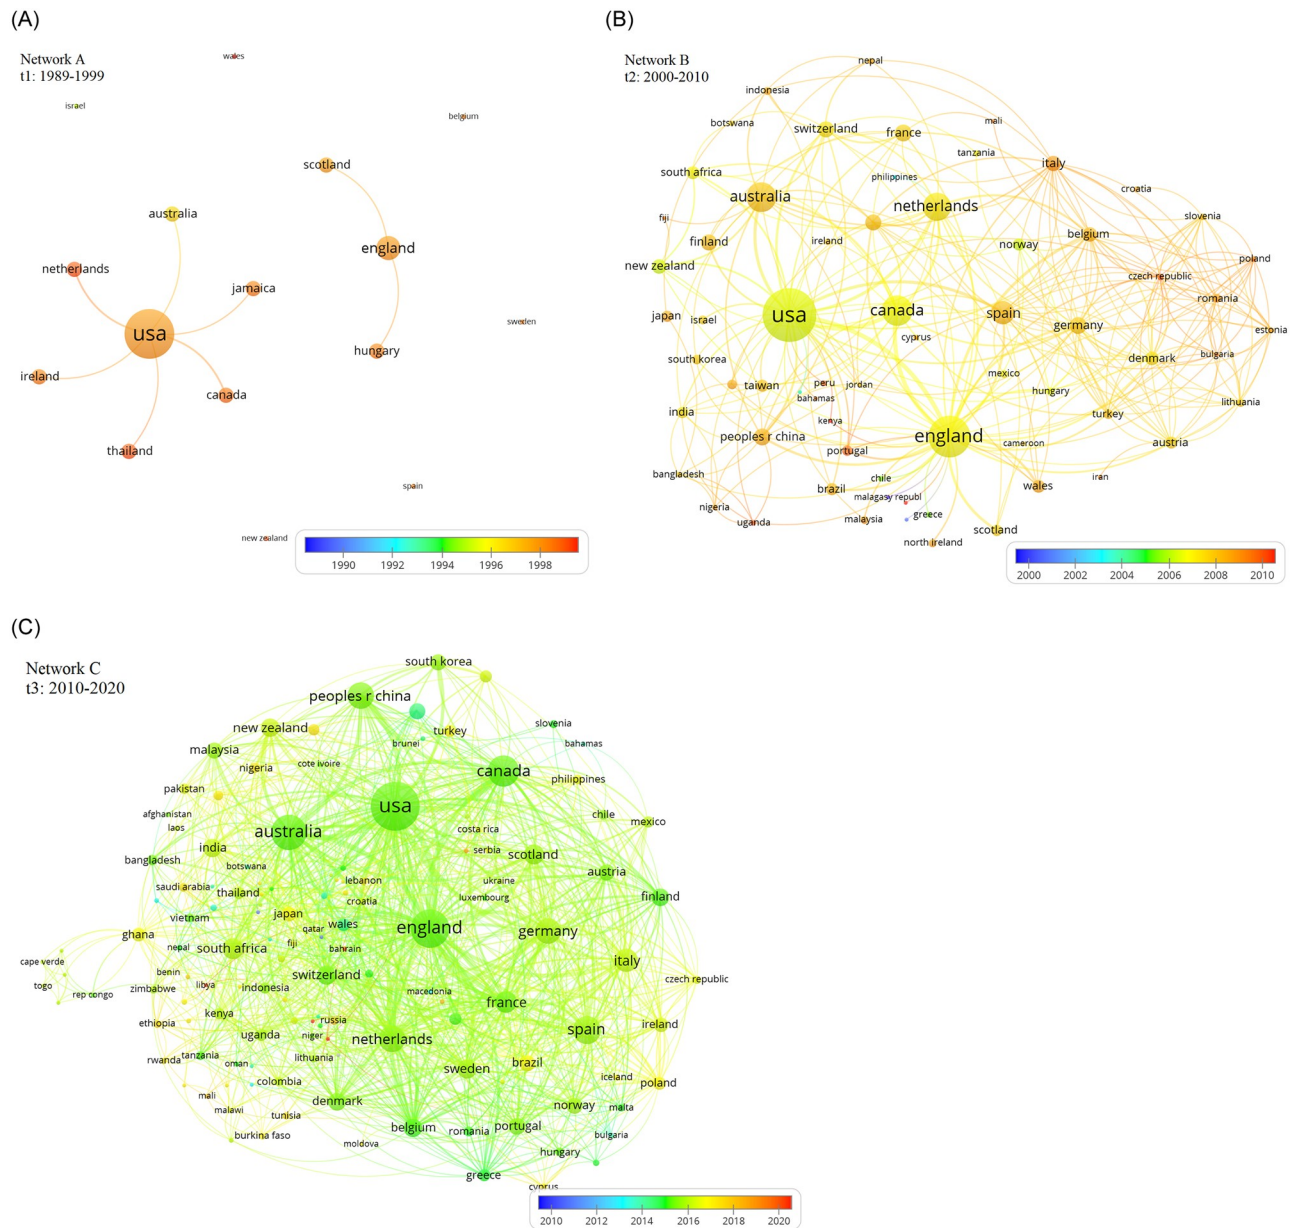 (A)
Network A
t1: 1989-1999
wales
israel
belgium
scotland
australia
england
netherlands
jamaica
usa
sweden
hungary
ireland
canada
thailand
spain
new zealand
1990 1992 1994 1996 1998
(B)
Network B
t2: 2000-2010
nepal
indonesia
botswana
switzerland
france
mali
tanzania
italy
south africa
philippines
croatia
australia
netherlands
fiji
slovenia
finland
ireland
norway
belgium
new zealand
poland
czech republic
romania
usa
canada
spain
japan
israel
germany
estonia
cyprus
south korea
denmark
bulgaria
taiwan
peru
jordan
mexico
bahamas
hungary
lithuania
india
kenya
turkey
peoples r china
england
cameroon
austria
portugal
bangladesh
chile
iran
brazil
wales
malagasy republ
nigeria
uganda
malaysia
greece
scotland
north ireland
2000 2002 2004 2006 2008 2010
(C)
Network C
t3: 2010-2020
south korea
peoples r china
new zealand
turkey
slovenia
brunei
bahamas
malaysia
nigeria
cote ivoire
canada
philippines
pakistan
usa
afghanistan
laos
chile
mexico
australia
costa rica
india
serbia
scotland
bangladesh
botswana
austria
saudi arabia
thailand
lebanon
ukraine
croatia
luxembourg
finland
vietnam
japan
qatar
wales
england
germany
ghana
nepal
south africa
fiji
bahrain
cape verde
italy
benin
switzerland
czech republic
togo
rep congo
zimbabwe
libya
indonesia
macedonia
france
kenya
russia
ethiopia
uganda
niger
netherlands
spain
ireland
rwanda
tanzania
lithuania
oman
sweden
brazil
colombia
iceland
poland
mali
malawi
denmark
norway
malta
tunisia
burkina faso
moldova
belgium
romania
portugal
bulgaria
hungary
greece
cyprus
2010 2012 2014 2016 2018 2020